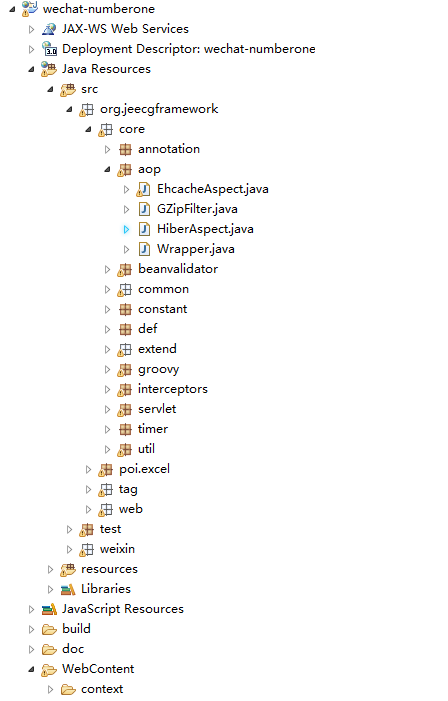 wechat-numberone
JAX-WS Web Services
Deployment Descriptor: wechat-numberone
Java Resources
src
org.jeecgframework
core
annotation
aop
EhcacheAspect.java
GZipFilter.java
HiberAspect.java
Wrapper.java
beanvalidator
common
constant
def
extend
groovy
interceptors
servlet
timer
util
poi.excel
tag
web
test
weixin
resources
Libraries
JavaScript Resources
build
doc
WebContent
context